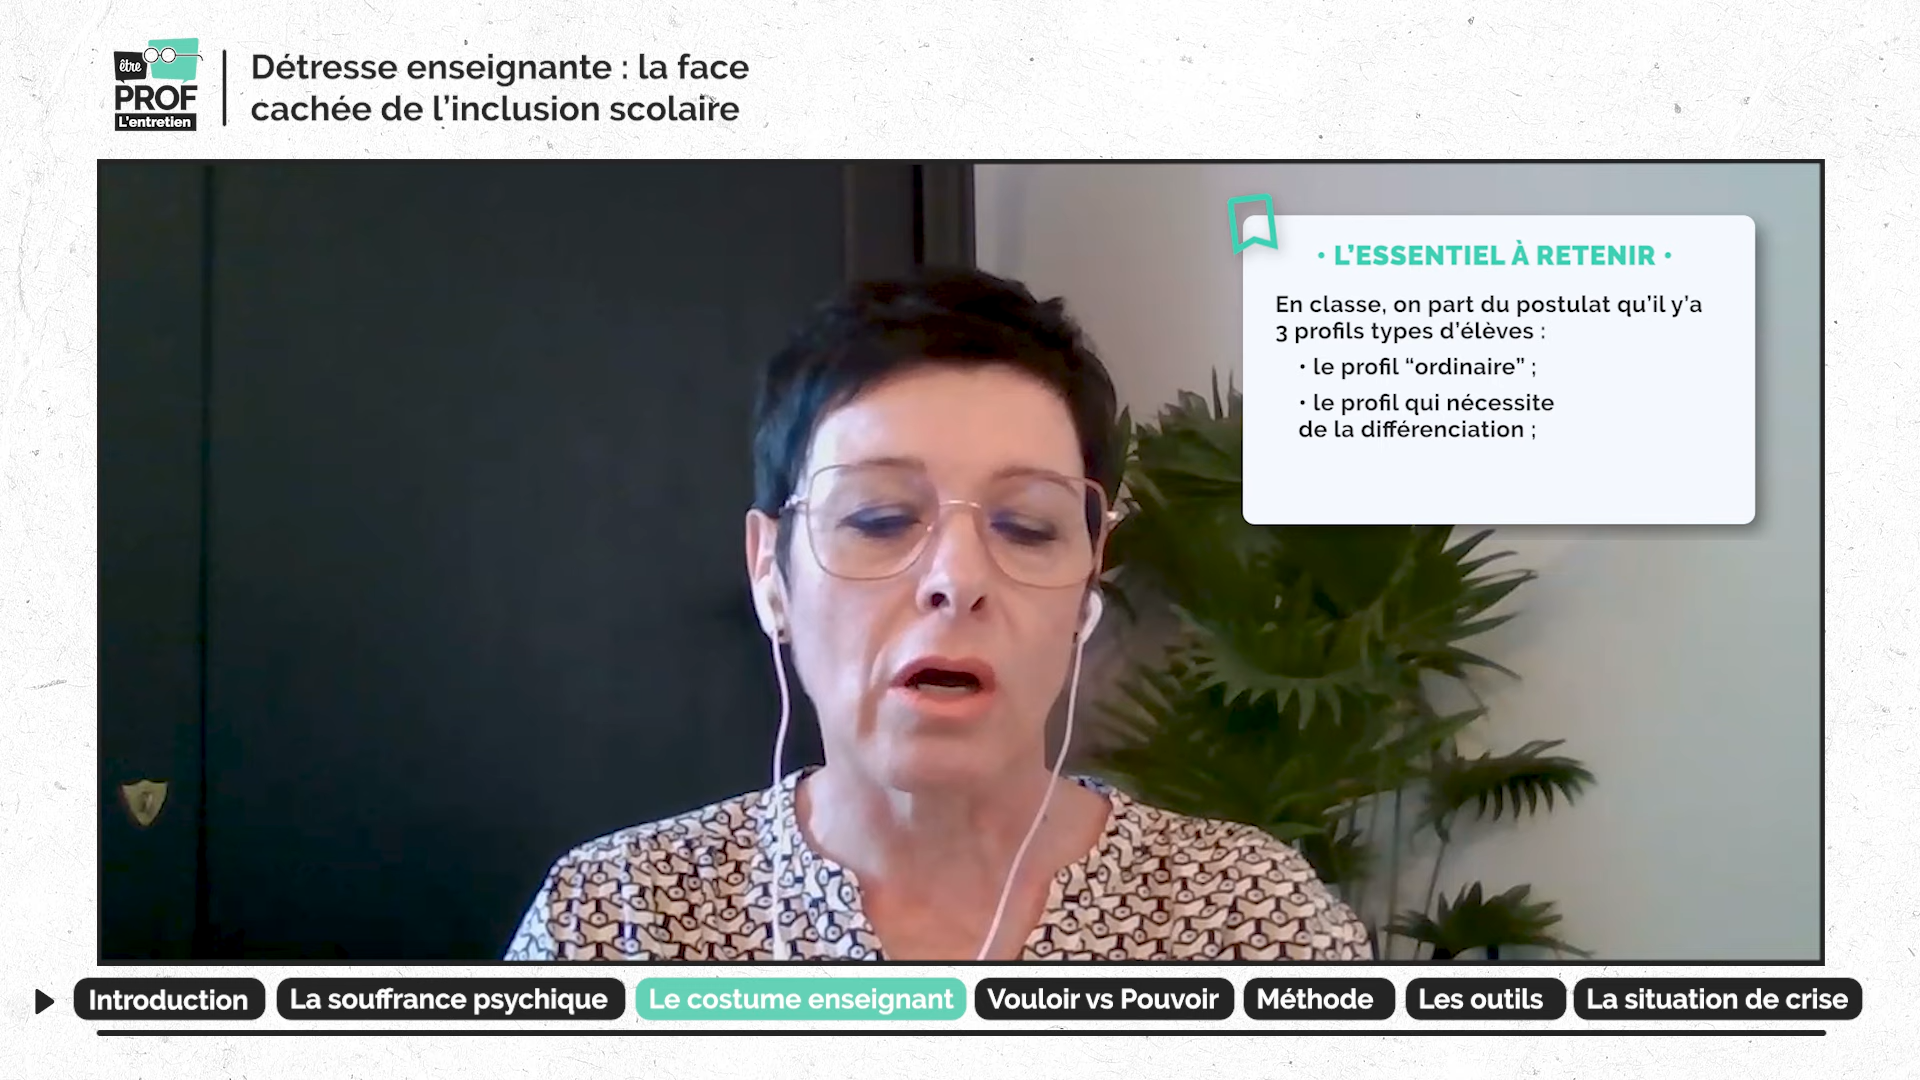 être
PROF
L'entretien
Détresse enseignante : la face
cachée de l'inclusion scolaire
• L'ESSENTIEL À RETENIR •
En classe, on part du postulat qu'il y'a
3 profils types d'élèves :
• le profil “ordinaire” ;
• le profil qui nécessite
de la différenciation ;
Introduction
La souffrance psychique
Le costume enseignant
Vouloir vs Pouvoir
Méthode
Les outils
La situation de crise